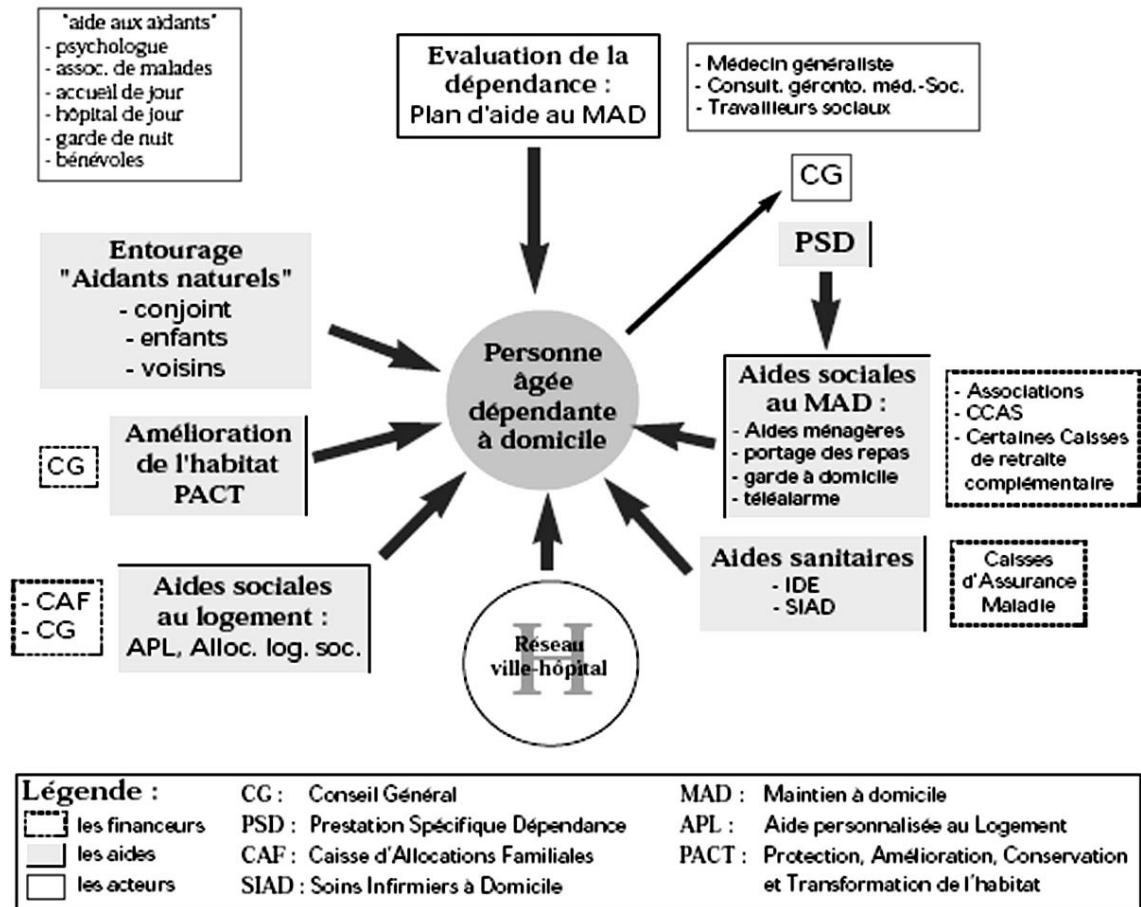 "aide aux aidants"
- psychologue
- assoc. de malades
- accueil de jour
- hôpital de jour
- garde de nuit
- bénévoles
Evaluation de la
dépendance :
Plan d'aide au MAD
- Médecin généraliste
- Consult. géronto. méd.-Soc.
- Travailleurs sociaux
CG
PSD
Entourage
"Aidants naturels"
- conjoint
- enfants
- voisins
Personne
âgée
dépendante
à domicile
Aides sociales
au MAD :
- Aides ménagères
- portage des repas
- garde à domicile
- téléalarme
- Associations
- CCAS
- Certaines Caisses
de retraite
complémentaire
CG
Amélioration
de l'habitat
PACT
Aides sanitaires
- IDE
- SIAD
Caisses
d'Assurance
Maladie
- CAF
- CG
Aides sociales
au logement :
APL, Alloc. log. soc.
H
Réseau
ville-hôpital
Légende :
les financeurs
les aides
les acteurs
CG : Conseil Général
PSD : Prestation Spécifique Dépendance
CAF : Caisse d'Allocations Familiales
SIAD : Soins Infirmiers à Domicile
MAD : Maintien à domicile
APL : Aide personnalisée au Logement
PACT : Protection, Amélioration, Conservation
et Transformation de l'habitat